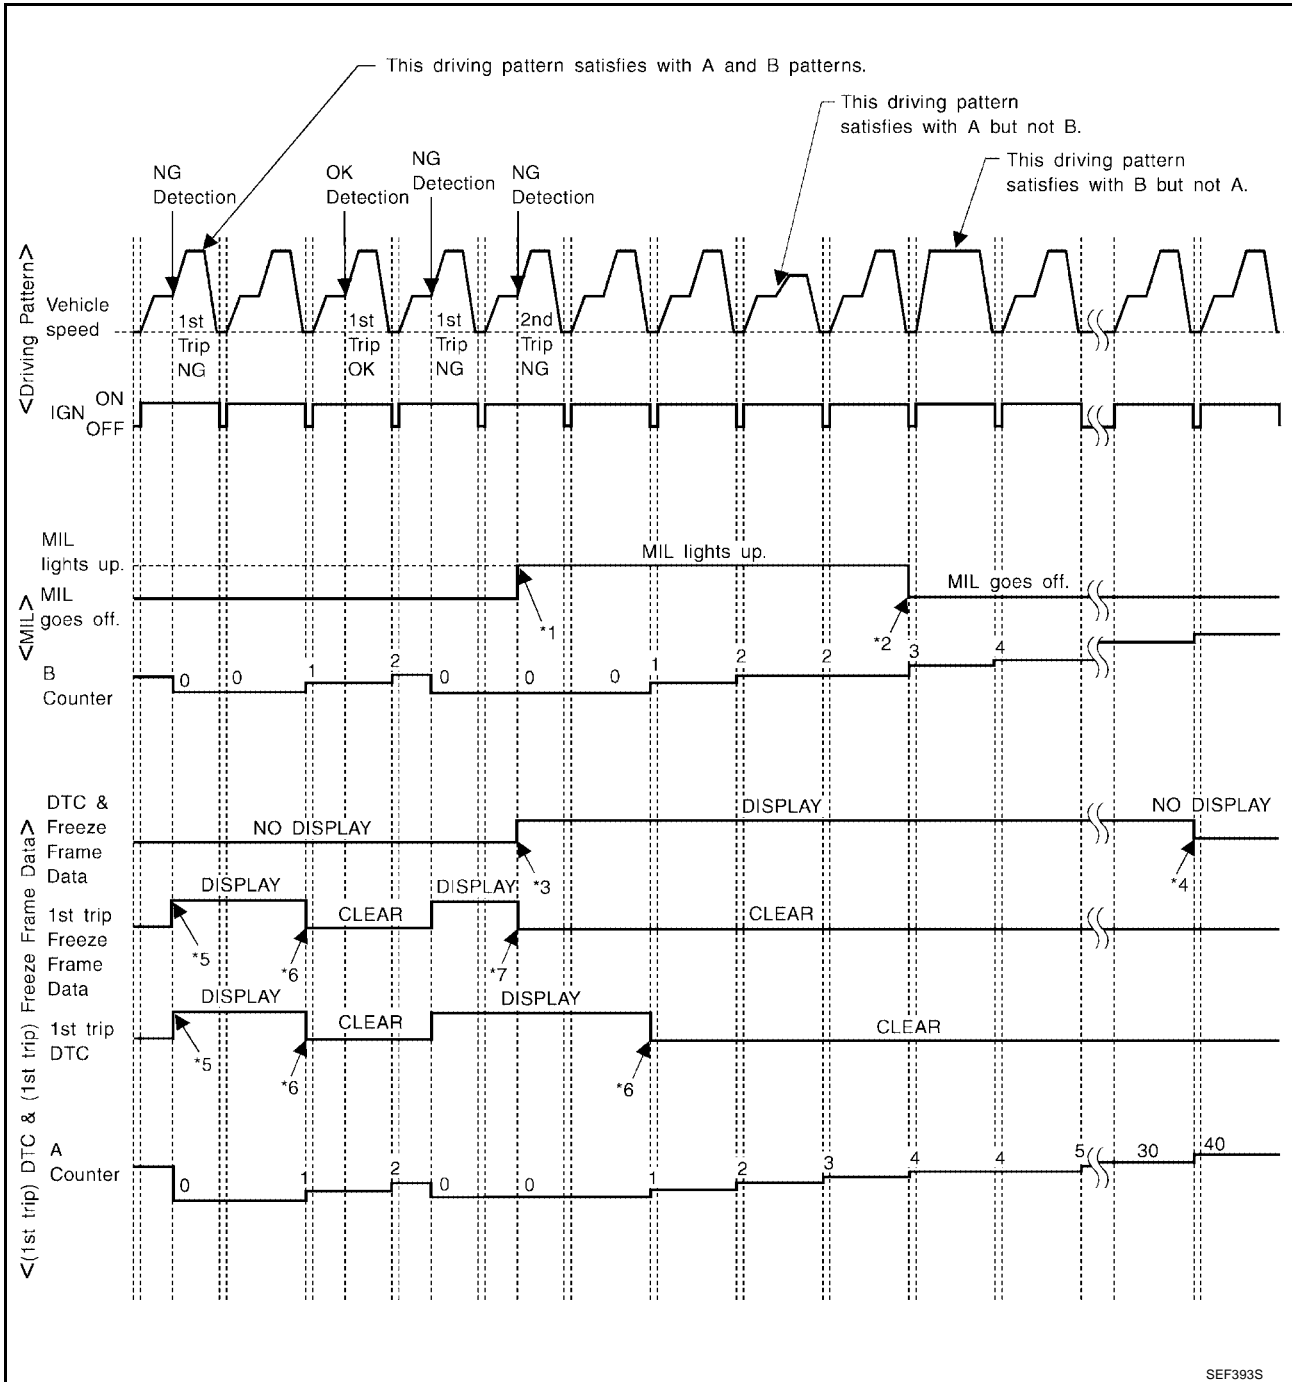 This driving pattern satisfies with A and B patterns.
This driving pattern
satisfies with A but not B.
This driving pattern
satisfies with B but not A.
NG
Detection
OK
Detection
NG
Detection
NG
Detection
<Driving Pattern>
Vehicle
speed
1st
Trip
NG
1st
Trip
OK
1st
Trip
NG
2nd
Trip
NG
IGN
ON
OFF
<MIL>
MIL
lights up.
MIL
goes off.
MIL lights up.
MIL goes off.
*1
*2
B
Counter
0 0 1 2 0 0 0 1 2 2 3 4
<(1st trip) DTC & (1st trip) Freeze Frame Data>
DTC &
Freeze
Frame
Data
NO DISPLAY
DISPLAY
NO DISPLAY
*3
*4
1st trip
Freeze
Frame
Data
DISPLAY
CLEAR
DISPLAY
CLEAR
*5
*6
*7
1st trip
DTC
DISPLAY
CLEAR
DISPLAY
CLEAR
*5
*6
*6
A
Counter
0 1 2 0 0 1 2 3 4 4 5 30 40
SEF393S